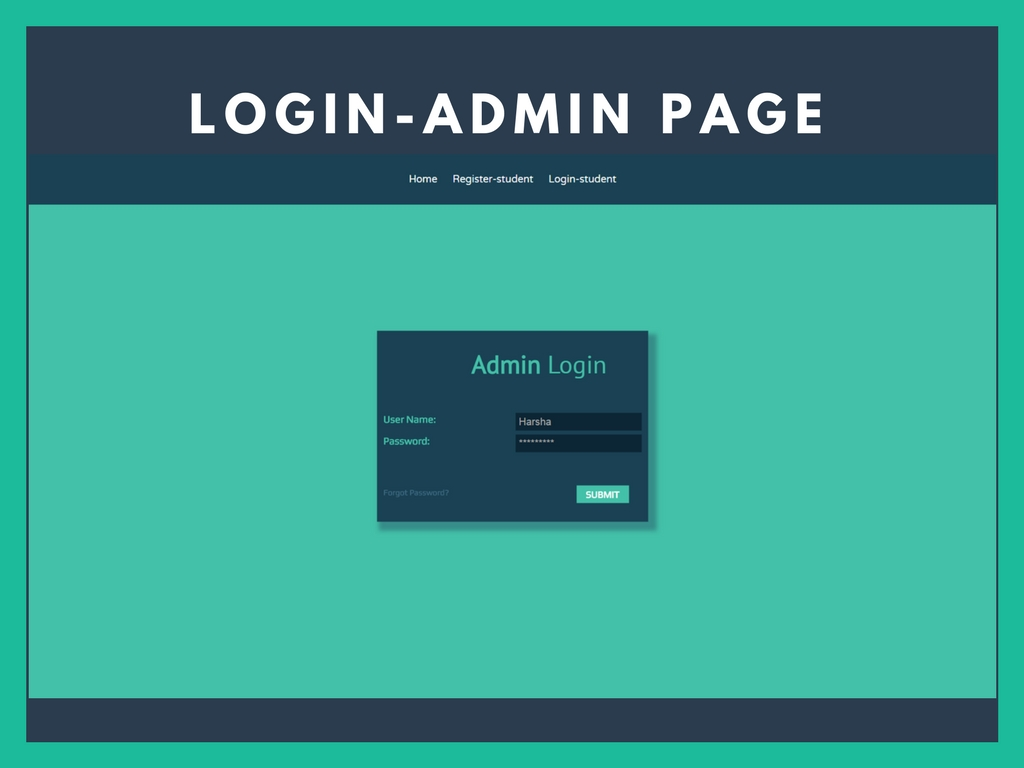 LOGIN-ADMIN PAGE
Home Register-student Login-student
Admin Login
User Name: Harsha
Password: *********
Forgot Password? SUBMIT